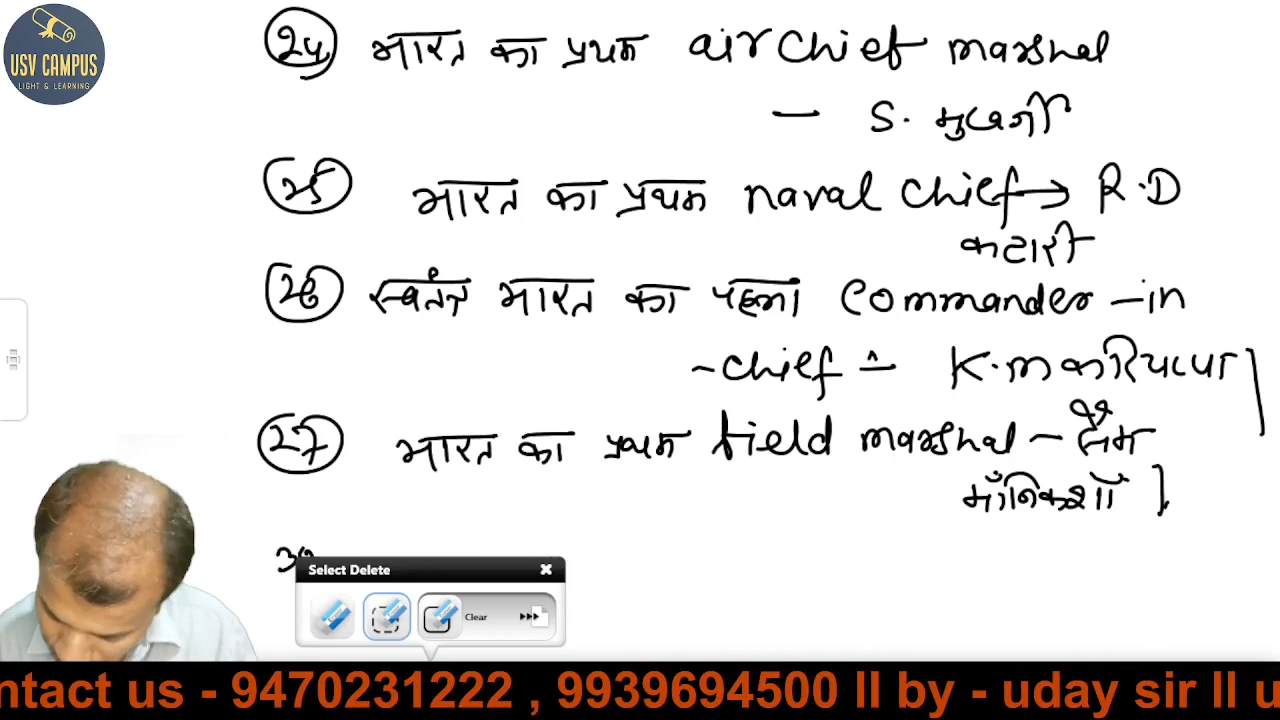 USV CAMPUS
LIGHT & LEARNING
24 भारत का प्रथम air chief marshal
— S. मुखर्जी
25 भारत का प्रथम naval chief → R.D
कटारी
26 स्वतंत्र भारत का पहला commander -in
-chief - K.M करियप्पा
27 भारत का प्रथम field marshal - सैम
मॉनिकशॉ
Select Delete
Clear
ntact us - 9470231222 , 9939694500 ll by - uday sir ll u